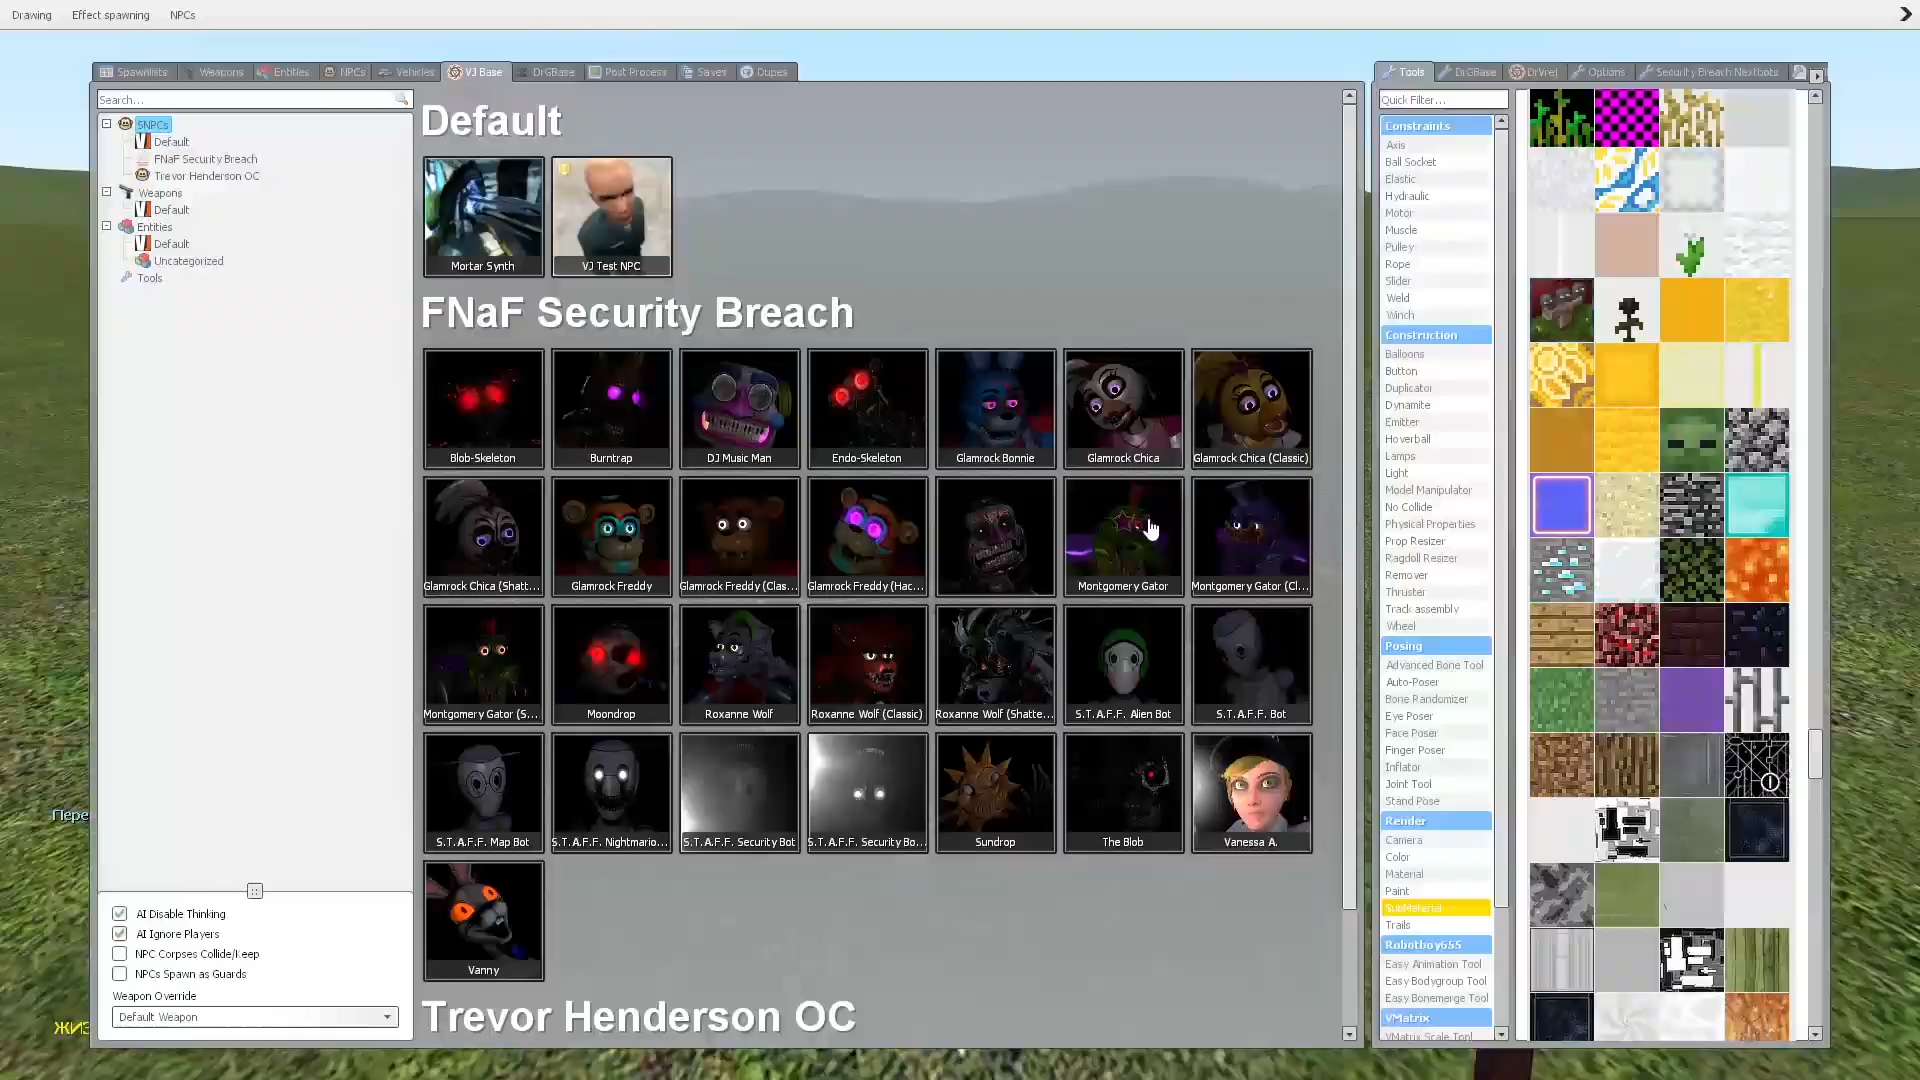 Drawing Effect spawning NPCs
Spawnlists Weapons Entities NPCs Vehicles VJ Base DrGBase Post Process Saves Dupes
Tools DrGBase DrVrej Options Security Breach Nextbots
Search...
SNPCs
Default
FNaF Security Breach
Trevor Henderson OC
Weapons
Default
Entities
Default
Uncategorized
Tools
AI Disable Thinking
AI Ignore Players
NPC Corpses Collide/Keep
NPCs Spawn as Guards
Weapon Override
Default Weapon
Пере
ЖИЗ
Default
Mortar Synth VJ Test NPC
FNaF Security Breach
Blob-Skeleton Burntrap DJ Music Man Endo-Skeleton Glamrock Bonnie Glamrock Chica Glamrock Chica (Classic)
Glamrock Chica (Shatt... Glamrock Freddy Glamrock Freddy (Clas... Glamrock Freddy (Hac... Montgomery Gator Montgomery Gator (Cl...
Montgomery Gator (S... Moondrop Roxanne Wolf Roxanne Wolf (Classic) Roxanne Wolf (Shatte... S.T.A.F.F. Alien Bot S.T.A.F.F. Bot
S.T.A.F.F. Map Bot S.T.A.F.F. Nightmario... S.T.A.F.F. Security Bot S.T.A.F.F. Security Bo... Sundrop The Blob Vanessa A.
Vanny
Trevor Henderson OC
Quick Filter...
Constraints
Axis
Ball Socket
Elastic
Hydraulic
Motor
Muscle
Pulley
Rope
Slider
Weld
Winch
Construction
Balloons
Button
Duplicator
Dynamite
Emitter
Hoverball
Lamps
Light
Model Manipulator
No Collide
Physical Properties
Prop Resizer
Ragdoll Resizer
Remover
Thruster
Track assembly
Wheel
Posing
Advanced Bone Tool
Auto-Poser
Bone Randomizer
Eye Poser
Face Poser
Finger Poser
Inflator
Joint Tool
Stand Pose
Render
Camera
Color
Material
Paint
SubMaterial
Trails
Robotboy655
Easy Animation Tool
Easy Bodygroup Tool
Easy Bonemerge Tool
VMatrix
VMatrix Scale Tool